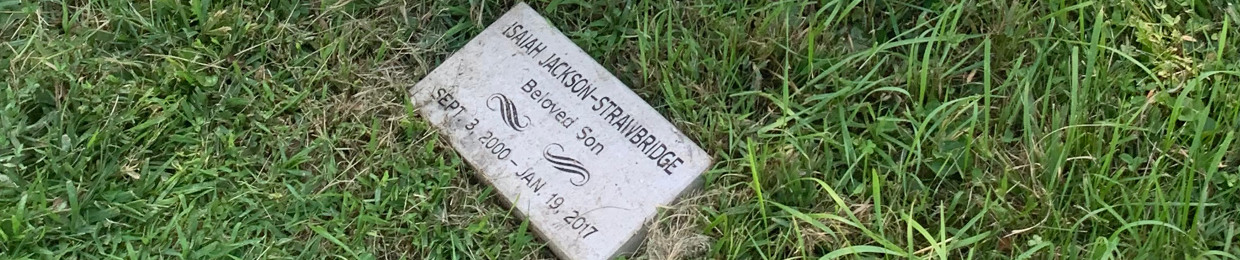 ISAIAH JACKSON-STRAWBRIDGE
Beloved Son
SEPT. 3, 2000 - JAN. 19, 2017